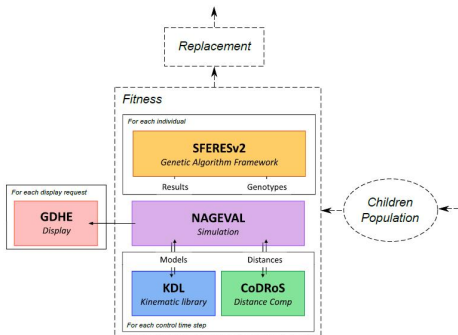 Replacement
Fitness
For each individual
SFERESv2
Genetic Algorithm Framework
Results Genotypes
For each display request
GDHE
Display
NAGEVAL
Simulation
Children
Population
Models Distances
KDL
Kinematic library
CoDRoS
Distance Comp
For each control time step